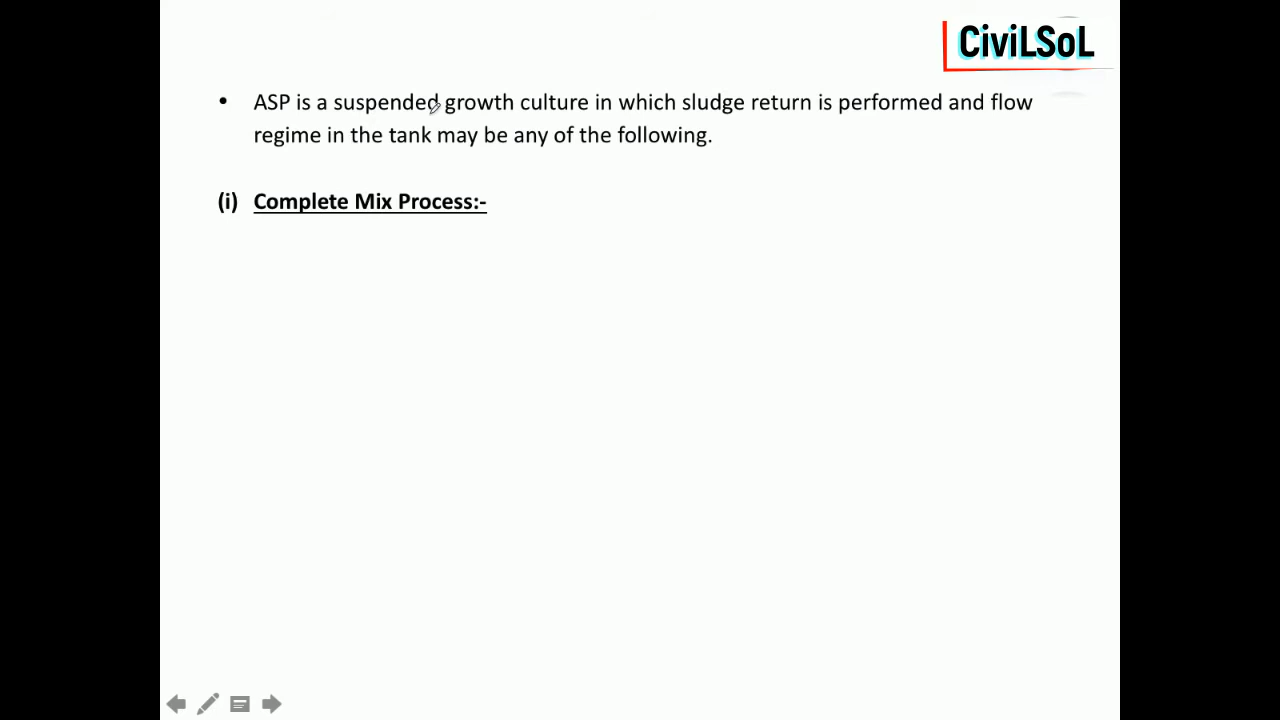 CiviLSoL
• ASP is a suspended growth culture in which sludge return is performed and flow
regime in the tank may be any of the following.
(i) Complete Mix Process:-